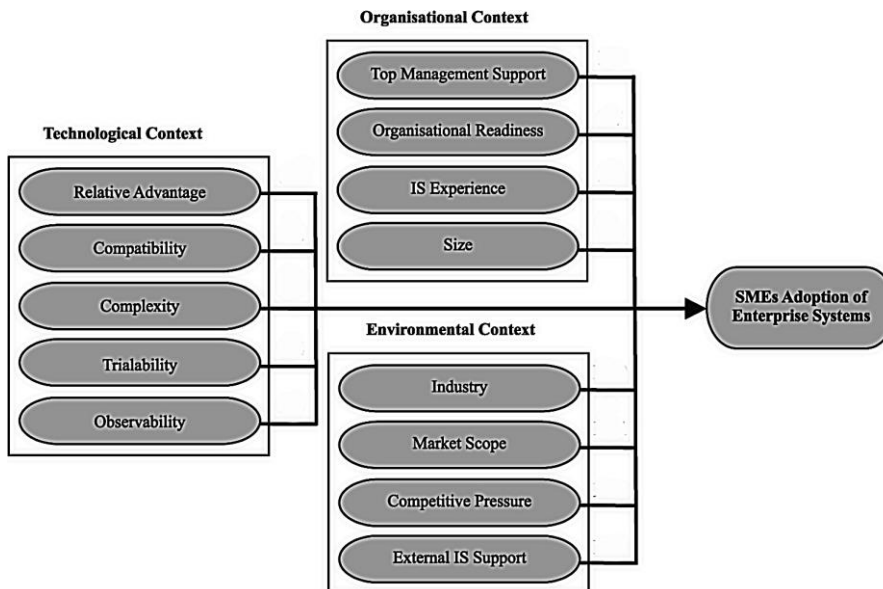 Organisational Context
Top Management Support
Organisational Readiness
IS Experience
Size
Technological Context
Relative Advantage
Compatibility
Complexity
Trialability
Observability
Environmental Context
Industry
Market Scope
Competitive Pressure
External IS Support
SMEs Adoption of
Enterprise Systems